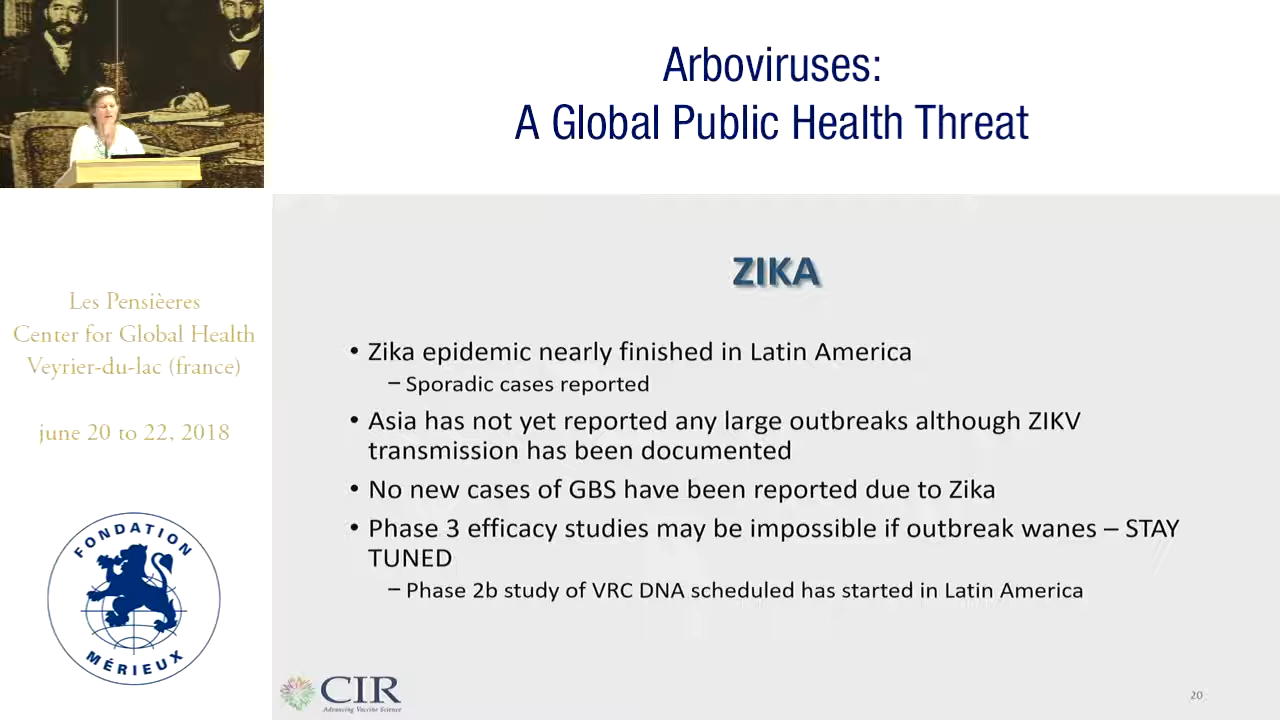 Arboviruses:
A Global Public Health Threat
Les Pensièeres
Center for Global Health
Veyrier-du-lac (france)
june 20 to 22, 2018
FONDATION
MÉRIEUX
ZIKA
• Zika epidemic nearly finished in Latin America
– Sporadic cases reported
• Asia has not yet reported any large outbreaks although ZIKV
transmission has been documented
• No new cases of GBS have been reported due to Zika
• Phase 3 efficacy studies may be impossible if outbreak wanes – STAY
TUNED
– Phase 2b study of VRC DNA scheduled has started in Latin America
CIR
Advancing Vaccine Science
20